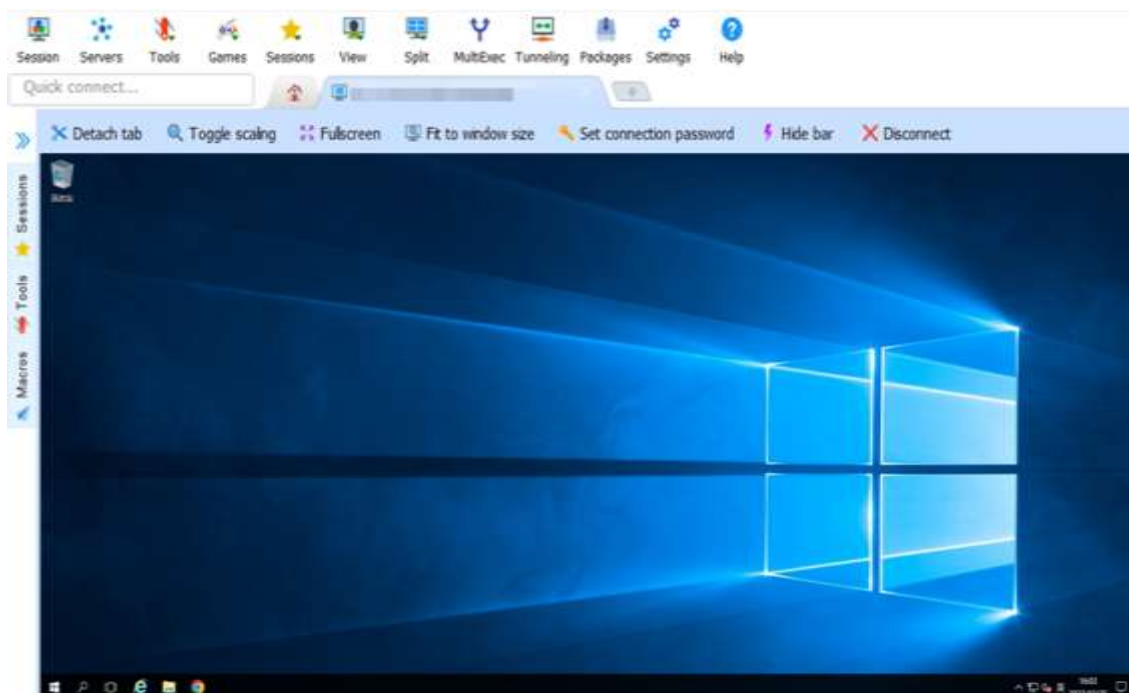 Session Servers Tools Games Sessions View Split MultiExec Tunneling Packages Settings Help
Quick connect...
Detach tab Toggle scaling Fullscreen Fit to window size Set connection password Hide bar Disconnect
Sessions
Tools
Macros